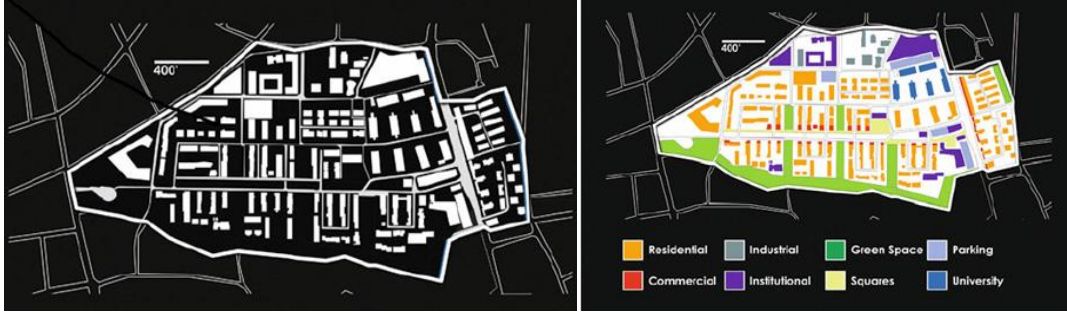 400'
400'
Residential
Industrial
Green Space
Parking
Commercial
Institutional
Squares
University